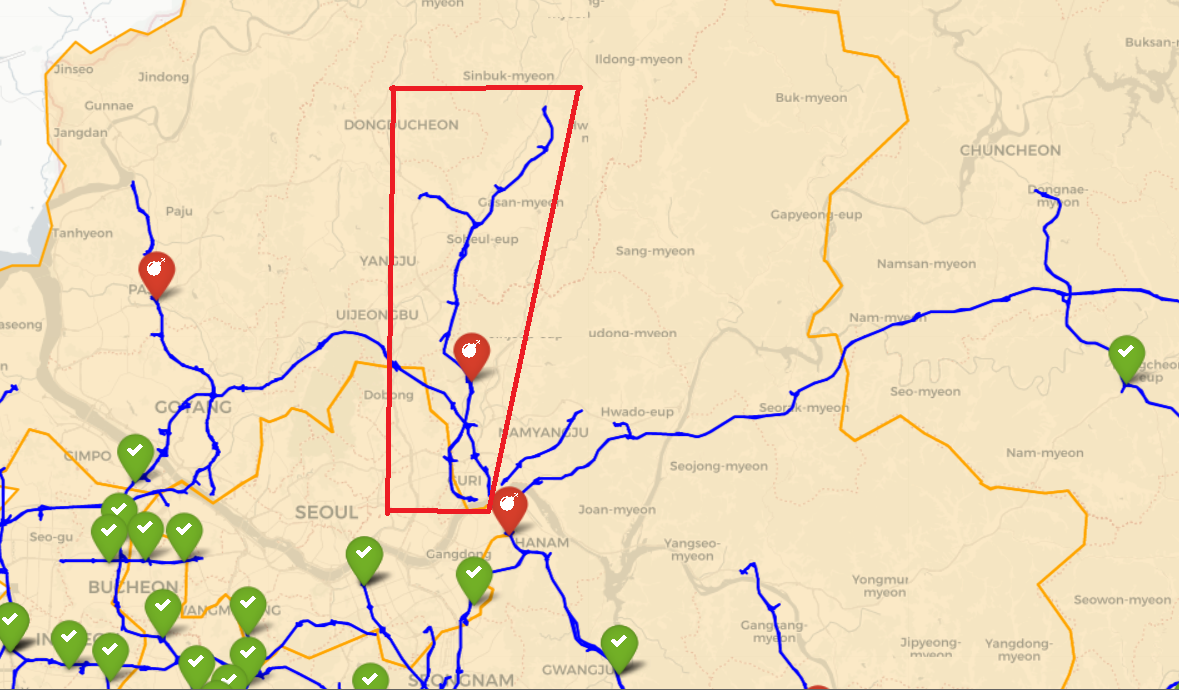 myeon
Buksan-m
Ildong-myeon
Jinseo
Jindong
Sinbuk-myeon
Buk-myeon
Gunnae
DONGDUCHEON
Jangdan
CHUNCHEON
Dongnae-
myeon
Gasan-myeon
Paju
Gapyeong-eup
Tanhyeon
Soheul-eup
Sang-myeon
YANGJU
Namsan-myeon
UIJEONGBU
Nam-myeon
aseong
udong-myeon
Dobong
Seo-myeon
GOYANG
Hwado-eup
Seorak-myeon
NAMYANGJU
GIMPO
Nam-myeon
Sejong-myeon
GURI
SEOUL
Joan-myeon
Seo-gu
HANAM
Gangdong
Yangseo-
myeon
BUCHEON
Yongmun
myeon
Seowon-myeon
Gangsang-
myeon
Jipyeong-
myeon
Yangdong-
myeon
GWANGJU
SEONGNAM